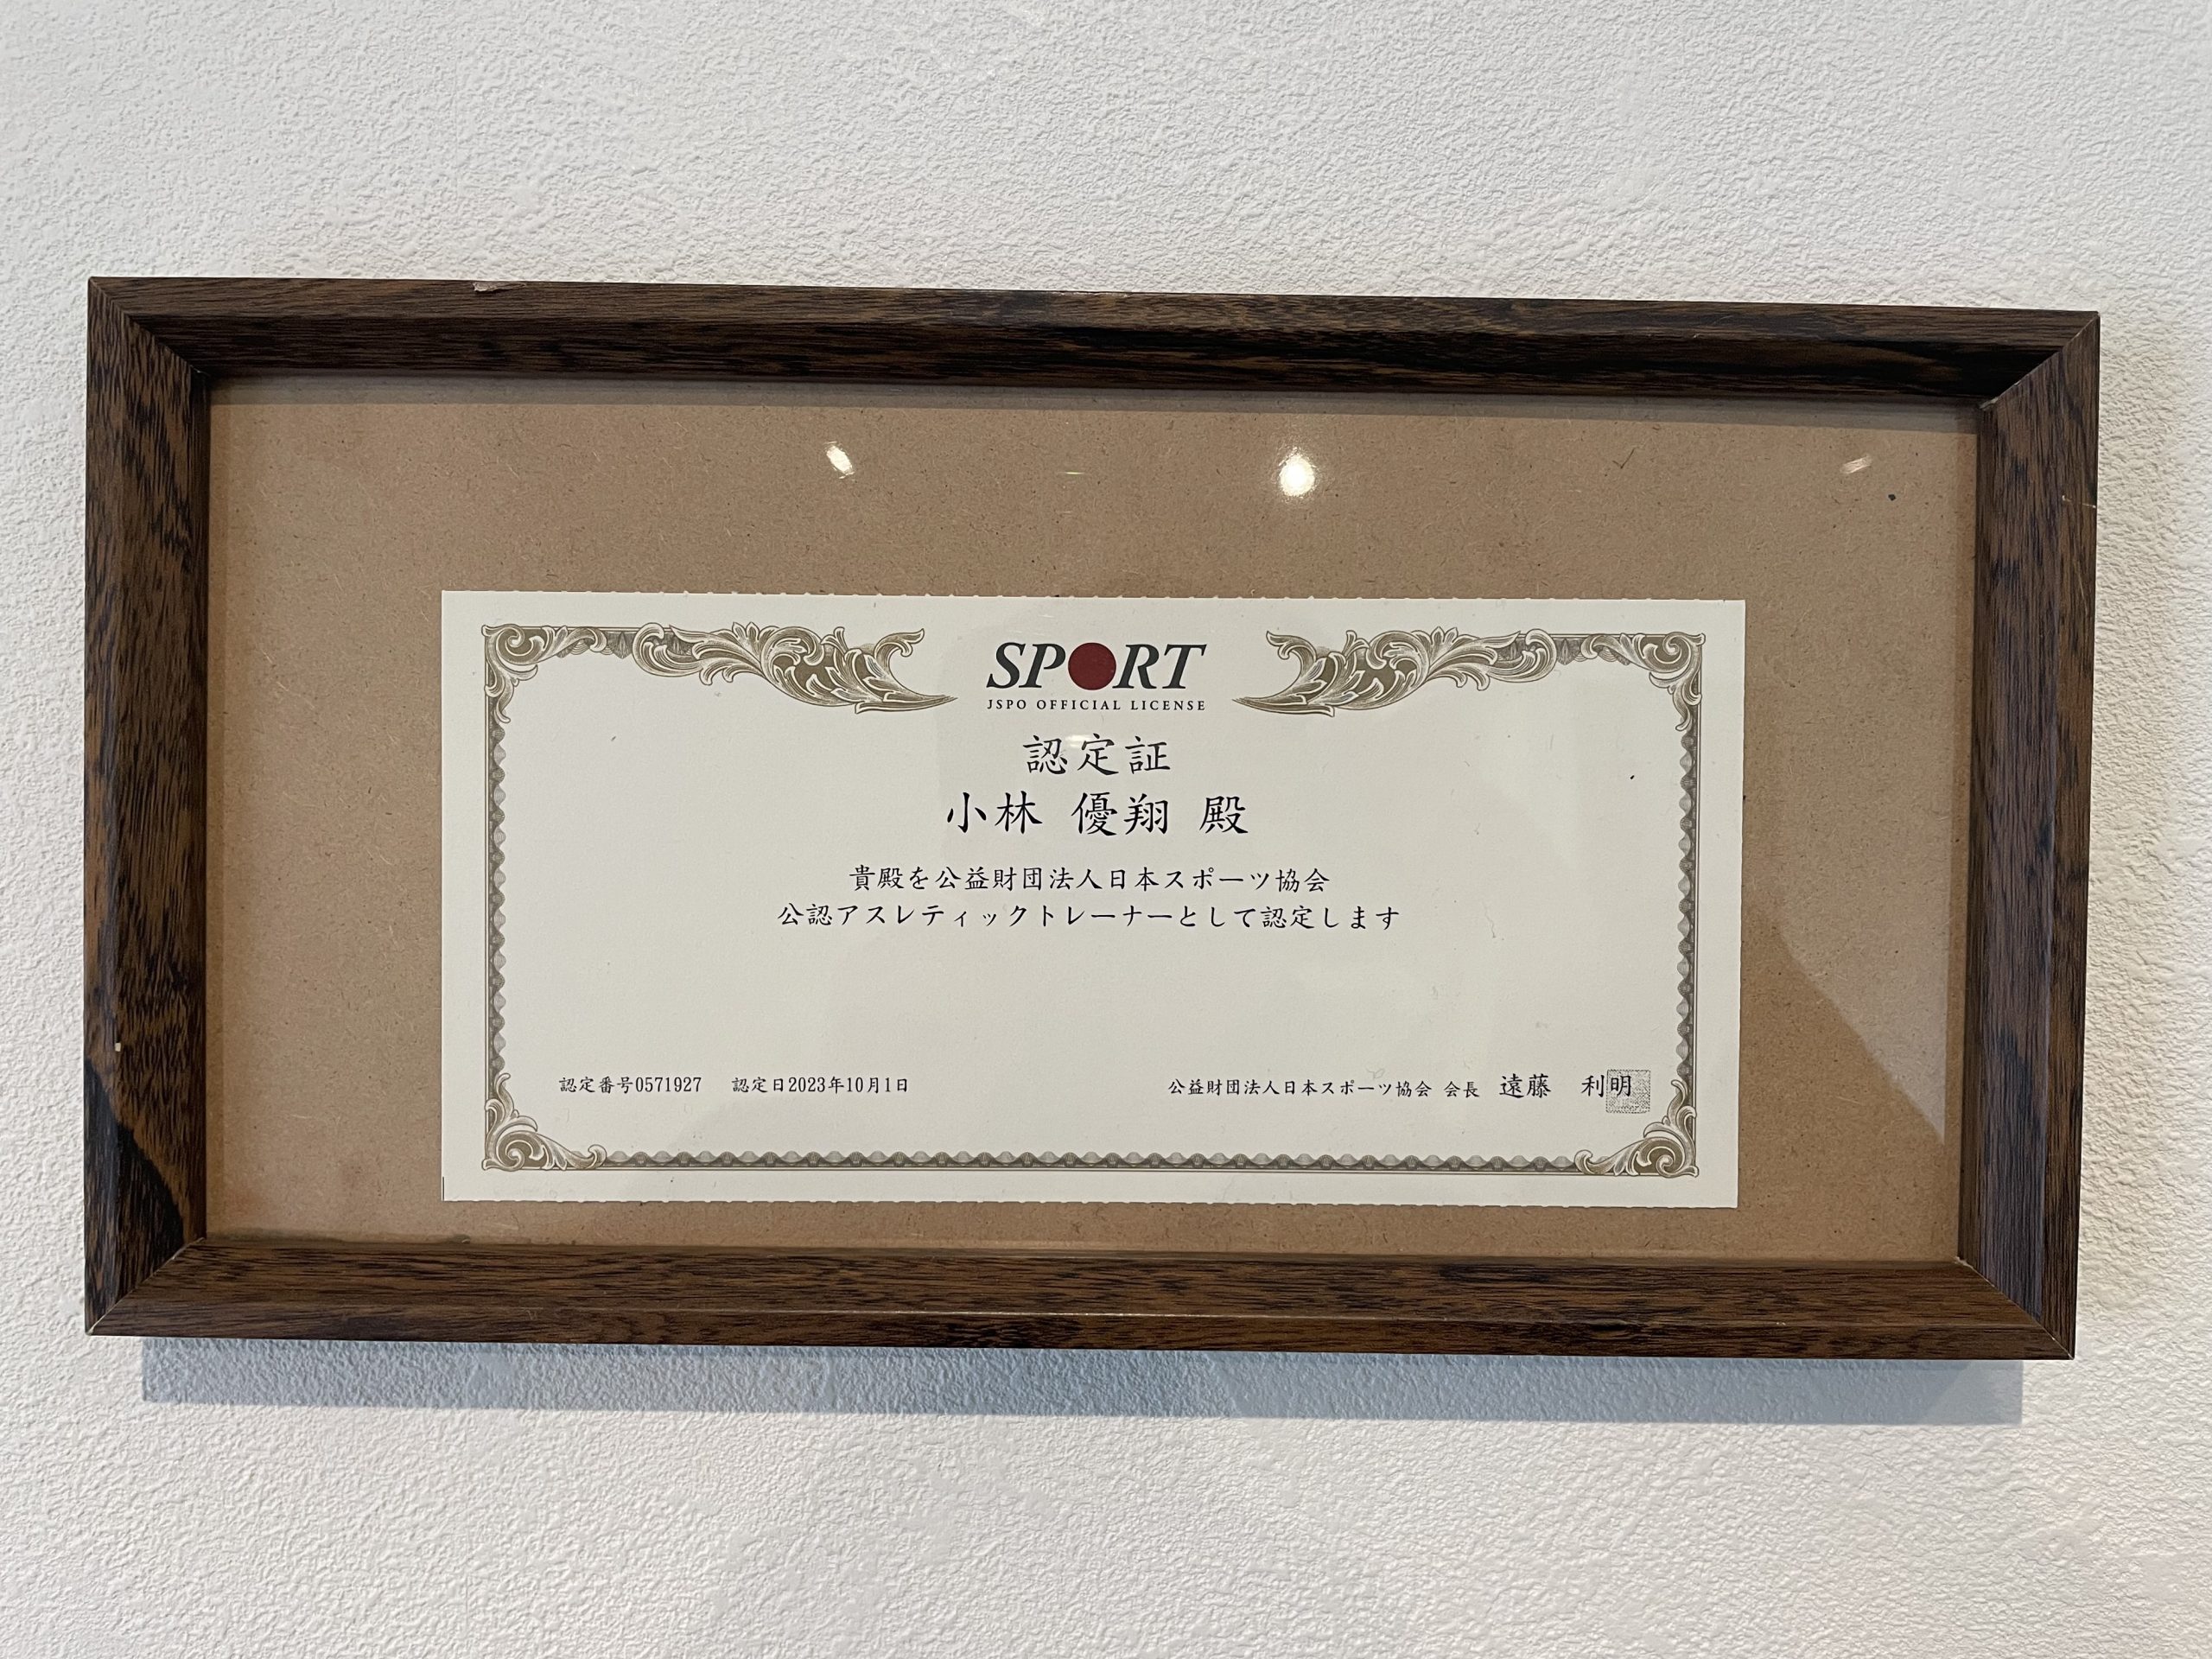 SPORT
JSPO OFFICIAL LICENSE
認定証
小林 優翔 殿
貴殿を公益財団法人日本スポーツ協会
公認アスレティックトレーナーとして認定します
認定番号0571927 認定日2023年10月1日
公益財団法人日本スポーツ協会 会長 遠藤 利明